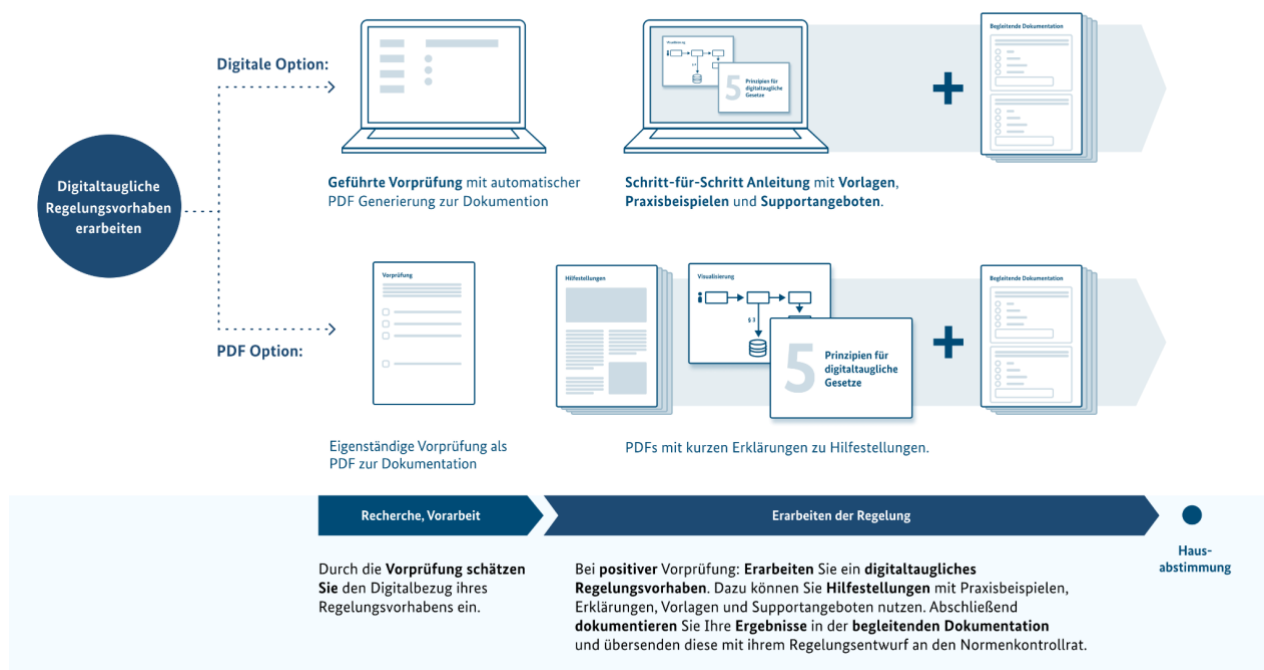 Digitaltaugliche
Regelungsvorhaben
erarbeiten
Digitale Option:
Geführte Vorprüfung mit automatischer
PDF Generierung zur Dokumention
Visualisierung
5 Prinzipien für
digitaltaugliche
Gesetze
Schritt-für-Schritt Anleitung mit Vorlagen,
Praxisbeispielen und Supportangeboten.
+
Begleitende Dokumentation
PDF Option:
Vorprüfung
Eigenständige Vorprüfung als
PDF zur Dokumentation
Hilfestellungen
Visualisierung
§ 3
5 Prinzipien für
digitaltaugliche
Gesetze
PDFs mit kurzen Erklärungen zu Hilfestellungen.
+
Begleitende Dokumentation
Recherche, Vorarbeit
Durch die Vorprüfung schätzen
Sie den Digitalbezug ihres
Regelungsvorhabens ein.
Erarbeiten der Regelung
Bei positiver Vorprüfung: Erarbeiten Sie ein digitaltaugliches
Regelungsvorhaben. Dazu können Sie Hilfestellungen mit Praxisbeispielen,
Erklärungen, Vorlagen und Supportangeboten nutzen. Abschließend
dokumentieren Sie Ihre Ergebnisse in der begleitenden Dokumentation
und übersenden diese mit ihrem Regelungsentwurf an den Normenkontrollrat.
Haus-
abstimmung